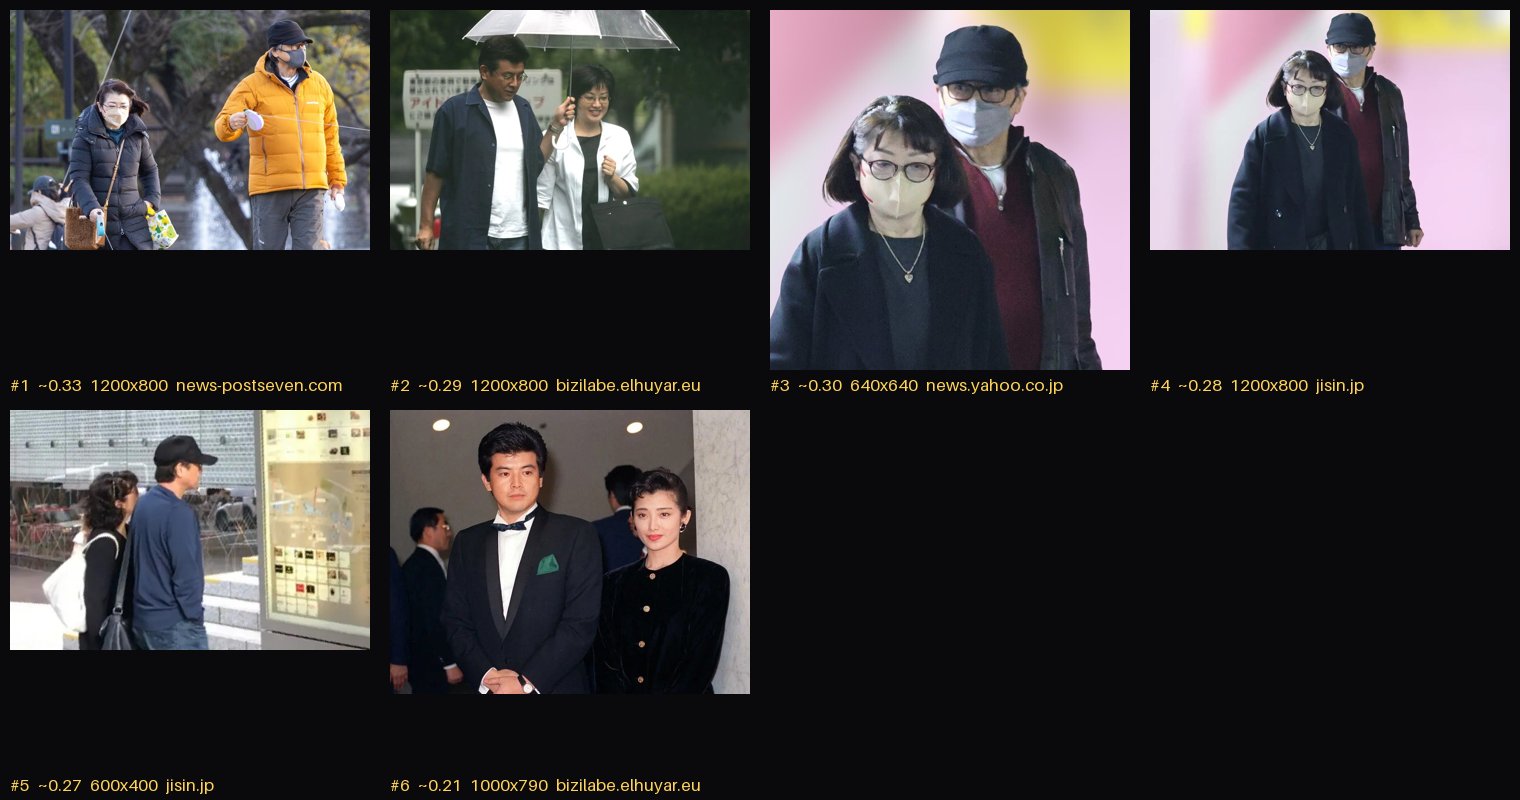 #1 ~0.33 1200x800 news-postseven.com
#2 ~0.29 1200x800 bizilabe.elhuyar.eu
#3 ~0.30 640x640 news.yahoo.co.jp
#4 ~0.28 1200x800 jisin.jp
#5 ~0.27 600x400 jisin.jp
#6 ~0.21 1000x790 bizilabe.elhuyar.eu